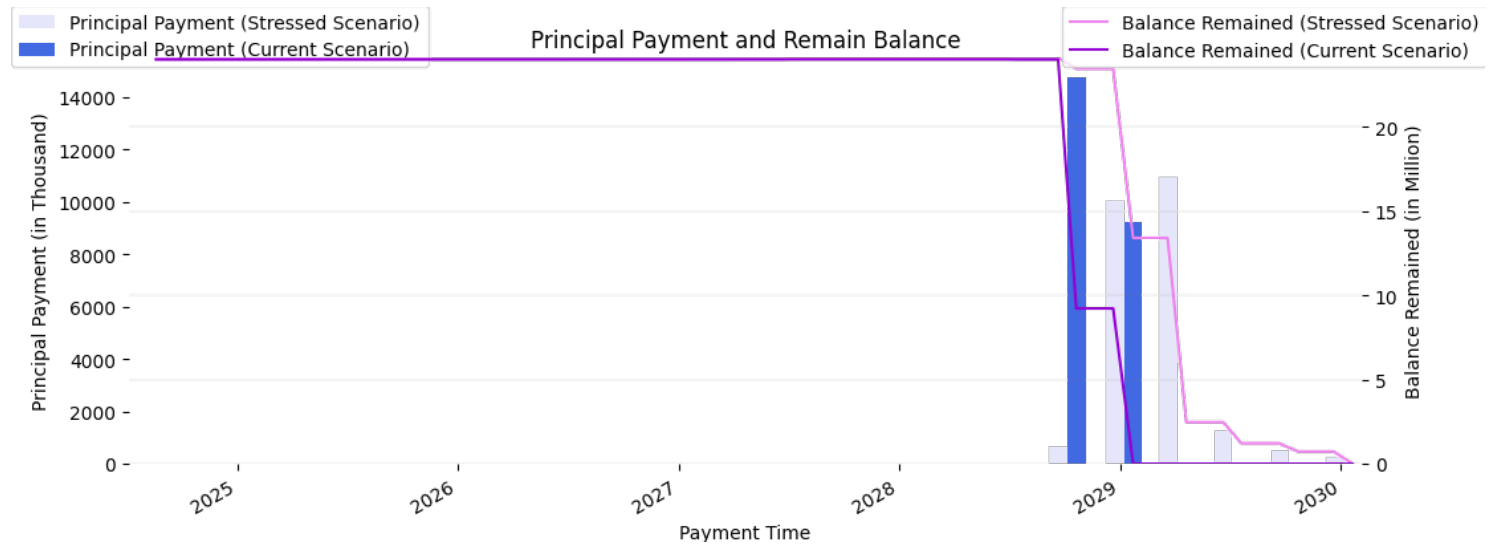 Principal Payment (Stressed Scenario)
Principal Payment (Current Scenario)
Principal Payment and Remain Balance
Balance Remained (Stressed Scenario)
Balance Remained (Current Scenario)
Principal Payment (in Thousand)
14000
12000
10000
8000
6000
4000
2000
0
20
15
10
5
0
Balance Remained (in Million)
2025
2026
2027
2028
2029
2030
Payment Time